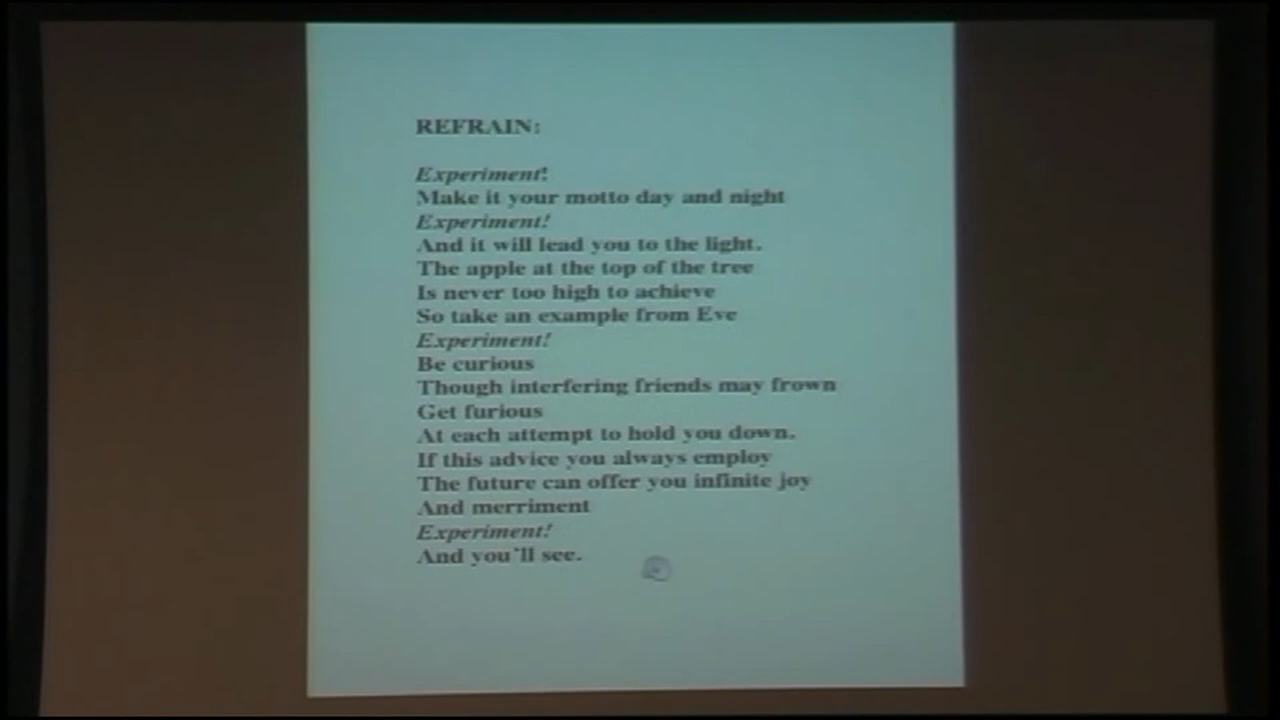 REFRAIN:
Experiment!
Make it your motto day and night
Experiment!
And it will lead you to the light.
The apple at the top of the tree
Is never too high to achieve
So take an example from Eve
Experiment!
Be curious
Though interfering friends may frown
Get furious
At each attempt to hold you down.
If this advice you always employ
The future can offer you infinite joy
And merriment
Experiment!
And you'll see.